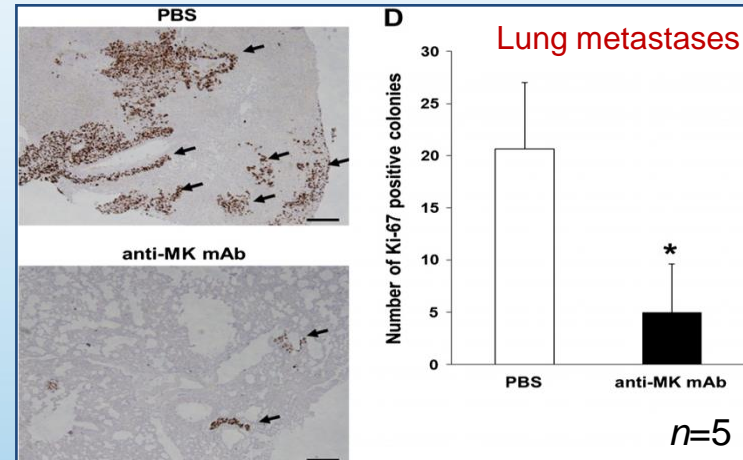 PBS
anti-MK mAb
D
Lung metastases
Number of Ki-67 positive colonies
30
25
20
15
10
5
0
*
PBS
anti-MK mAb
n=5